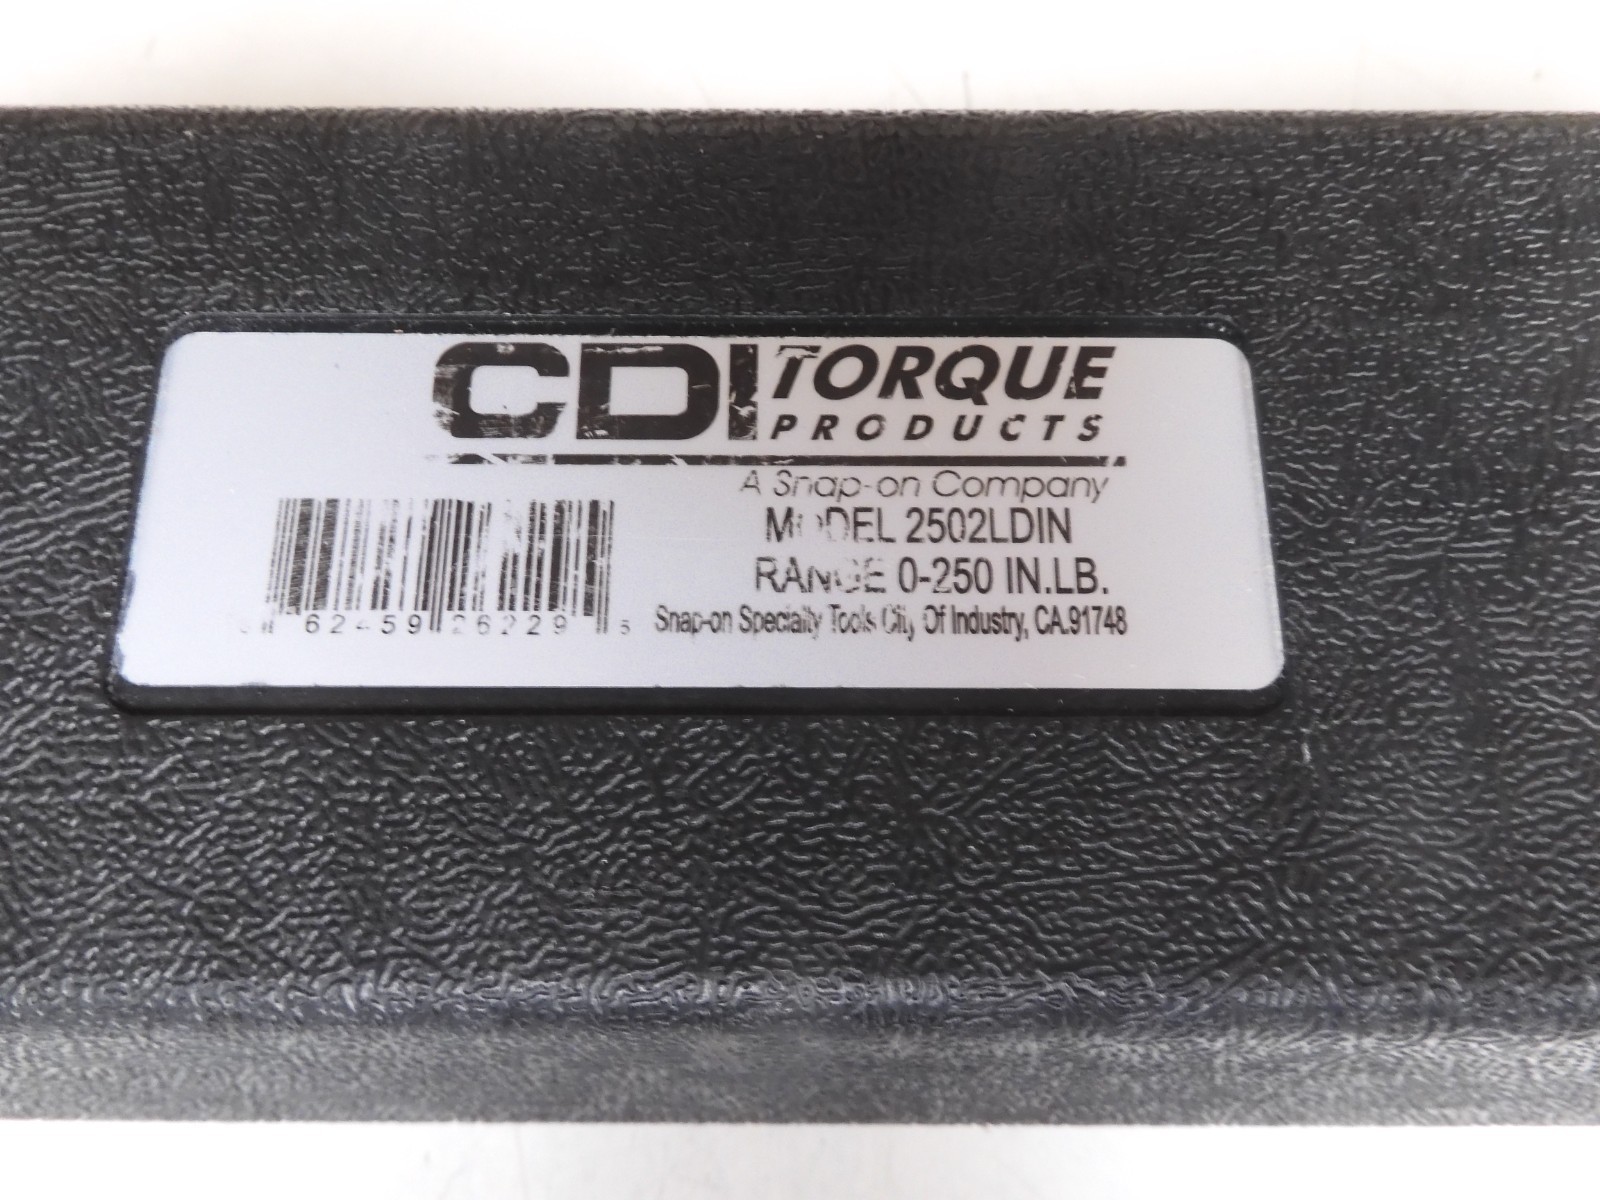 CDI TORQUE
PRODUCTS
A Snap-on Company
MODEL 2502LDIN
RANGE 0-250 IN.LB.
Snap-on Specialty Tools City Of Industry, CA.91748
62459 26229 5